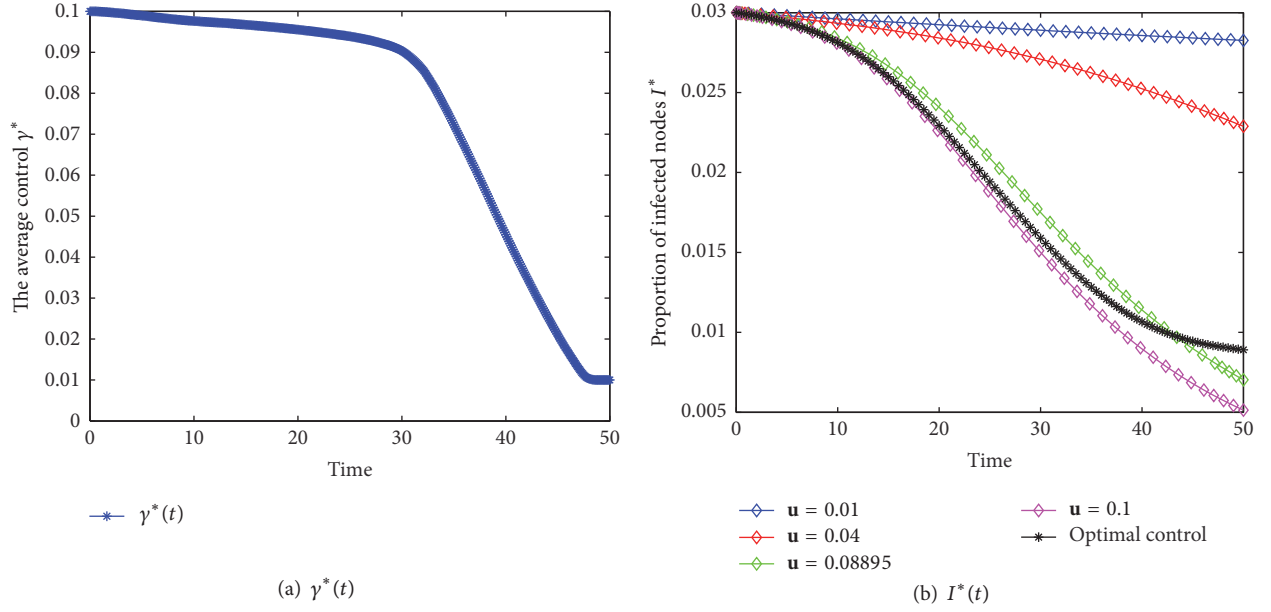 0.1
0.09
0.08
0.07
0.06
0.05
0.04
0.03
0.02
0.01
0
The average control γ*
0 10 20 30 40 50
Time
γ*(t)
(a) γ*(t)
0.03
0.025
0.02
0.015
0.01
0.005
Proportion of infected nodes I*
0 10 20 30 40 50
Time
u = 0.01
u = 0.04
u = 0.08895
u = 0.1
Optimal control
(b) I*(t)